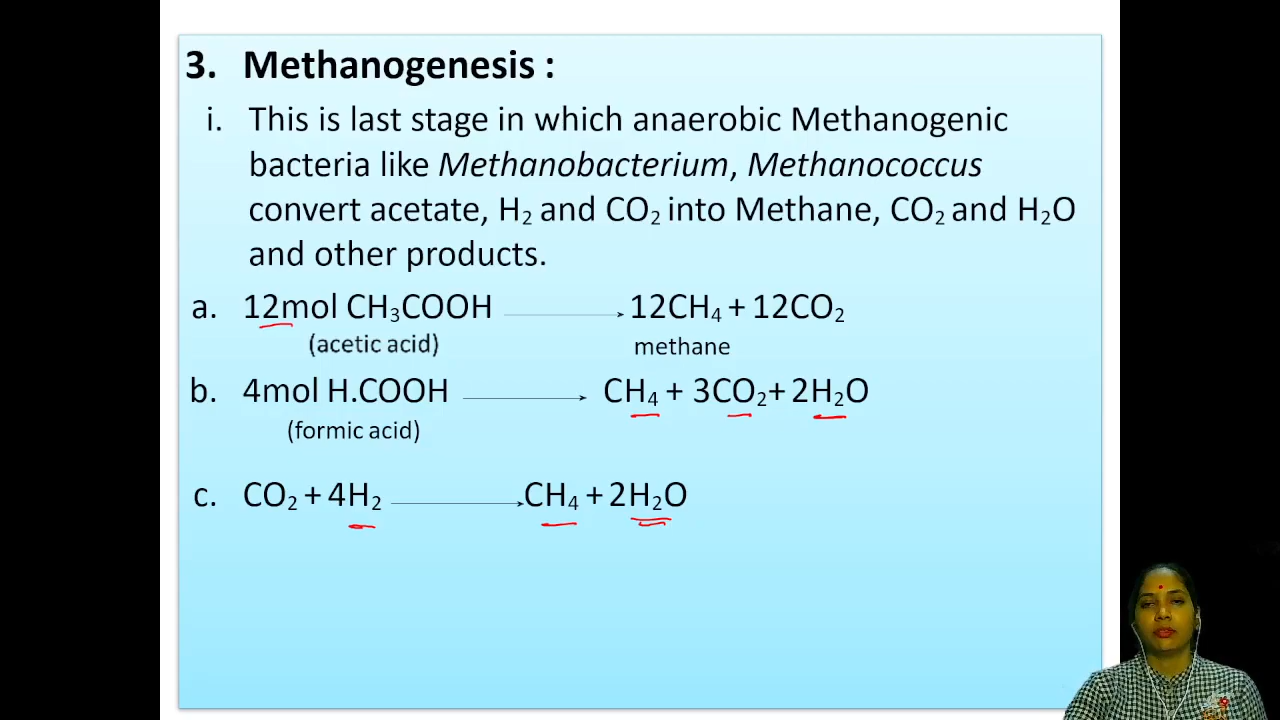 3. Methanogenesis :
i. This is last stage in which anaerobic Methanogenic
bacteria like Methanobacterium, Methanococcus
convert acetate, H₂ and CO₂ into Methane, CO₂ and H₂O
and other products.
a. 12mol CH₃COOH → 12CH₄ + 12CO₂
(acetic acid) methane
b. 4mol H.COOH → CH₄ + 3CO₂+ 2H₂O
(formic acid)
c. CO₂ + 4H₂ → CH₄ + 2H₂O